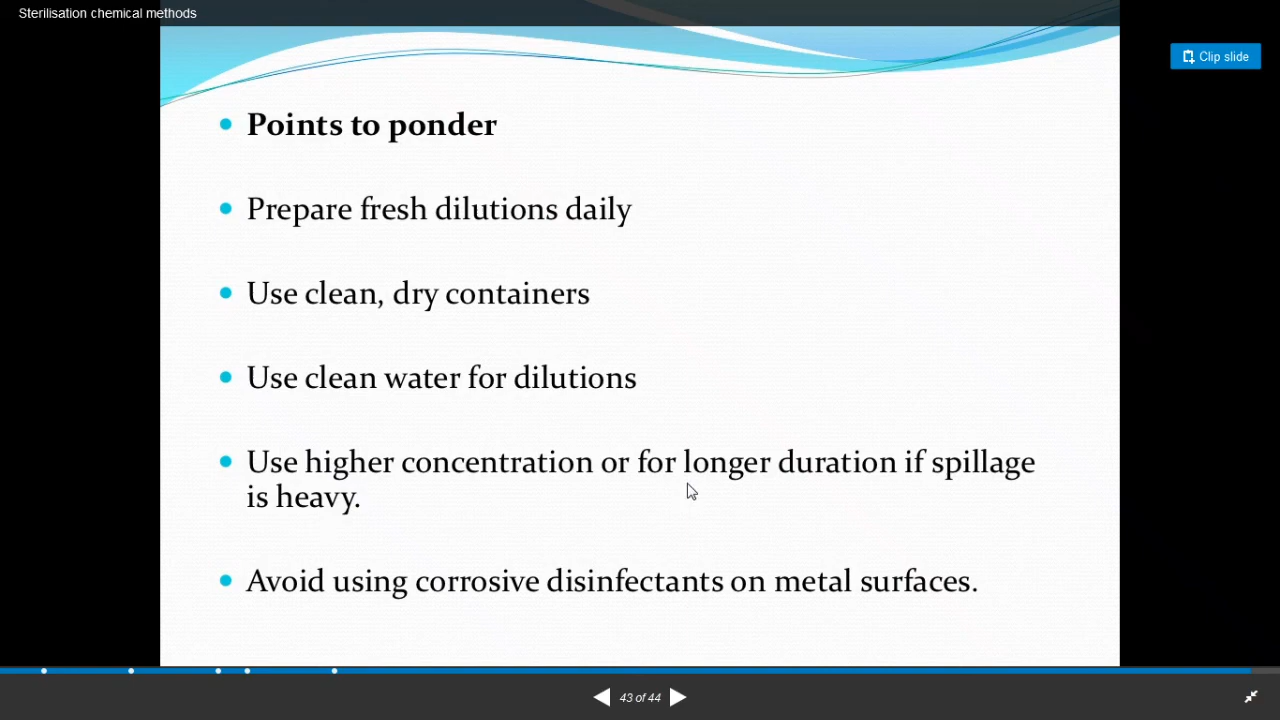 Sterilisation chemical methods
Clip slide
Points to ponder
Prepare fresh dilutions daily
Use clean, dry containers
Use clean water for dilutions
Use higher concentration or for longer duration if spillage
is heavy.
Avoid using corrosive disinfectants on metal surfaces.
43 of 44